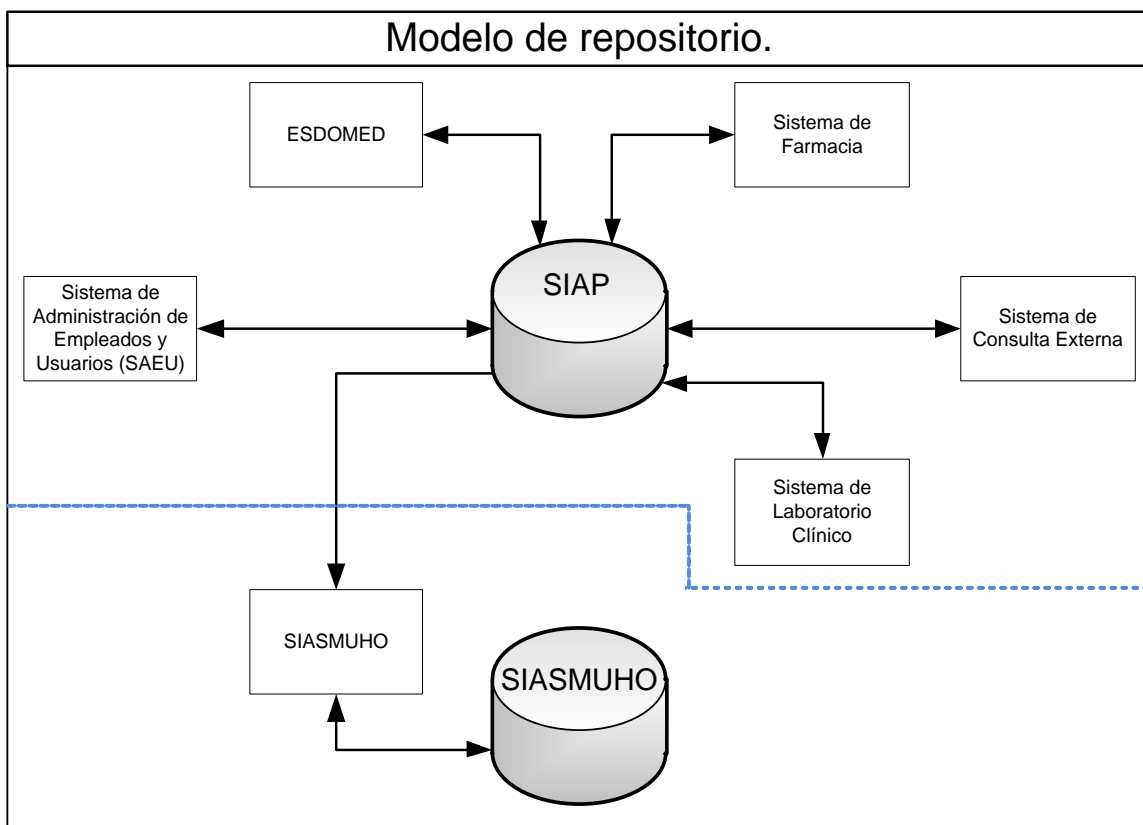 Modelo de repositorio.
ESDOMED
Sistema de
Farmacia
SIAP
Sistema de
Administración de
Empleados y
Usuarios (SAEU)
Sistema de
Consulta Externa
Sistema de
Laboratorio
Clínico
SIASMUHO
SIASMUHO